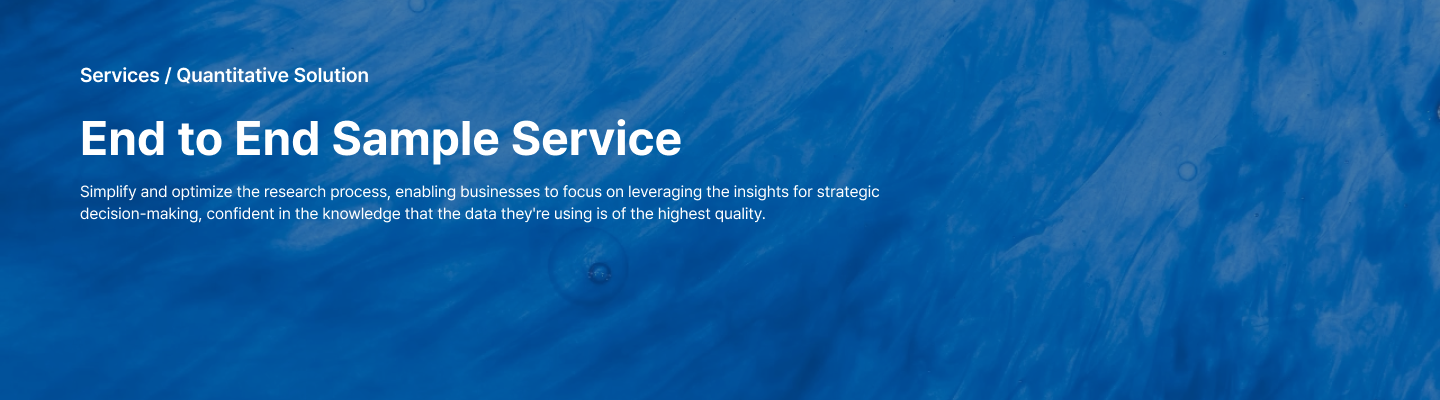 Services / Quantitative Solution
End to End Sample Service
Simplify and optimize the research process, enabling businesses to focus on leveraging the insights for strategic
decision-making, confident in the knowledge that the data they're using is of the highest quality.